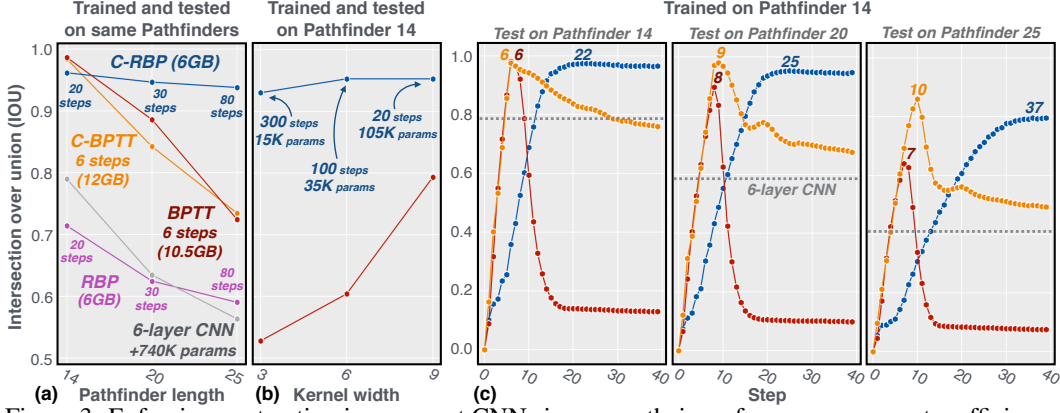 Trained and tested
on same Pathfinders
Trained and tested
on Pathfinder 14
Trained on Pathfinder 14
Test on Pathfinder 14
Test on Pathfinder 20
Test on Pathfinder 25
Intersection over union (IOU)
1.0
0.9
0.8
0.7
0.6
0.5
C-RBP (6GB)
20
steps
30
steps
80
steps
C-BPTT
6 steps
(12GB)
BPTT
6 steps
(10.5GB)
20
steps
RBP
(6GB)
30
steps
80
steps
6-layer CNN
+740K params
14
20
25
(a) Pathfinder length
300 steps
15K params
100 steps
35K params
20 steps
105K params
3
6
9
(b) Kernel width
1.0
0.8
0.6
0.4
0.2
0.0
6
6
22
9
8
25
6-layer CNN
10
7
37
0
10
20
30
40
0
10
20
30
40
0
10
20
30
40
(c) Step